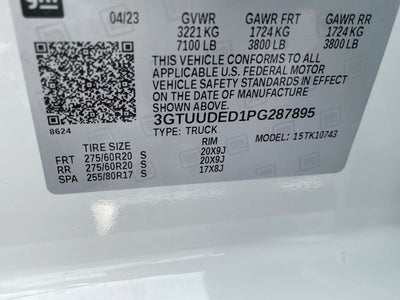 gm
04/23 GVWR GAWR FRT GAWR RR
3221 KG 1724 KG 1724 KG
7100 LB 3800 LB 3800 LB
THIS VEHICLE CONFORMS TO ALL
APPLICABLE U.S. FEDERAL MOTOR
VEHICLE SAFETY STANDARDS IN EFFECT
ON THE DATE OF MANUFACTURE
SHOWN ABOVE.
3GTUUDED1PG287895
8624
TYPE: TRUCK MODEL: 15TK10743
TIRE SIZE RIM
FRT 275/60R20 S 20X9J
RR 275/60R20 S 20X9J
SPA 255/80R17 S 17X8J